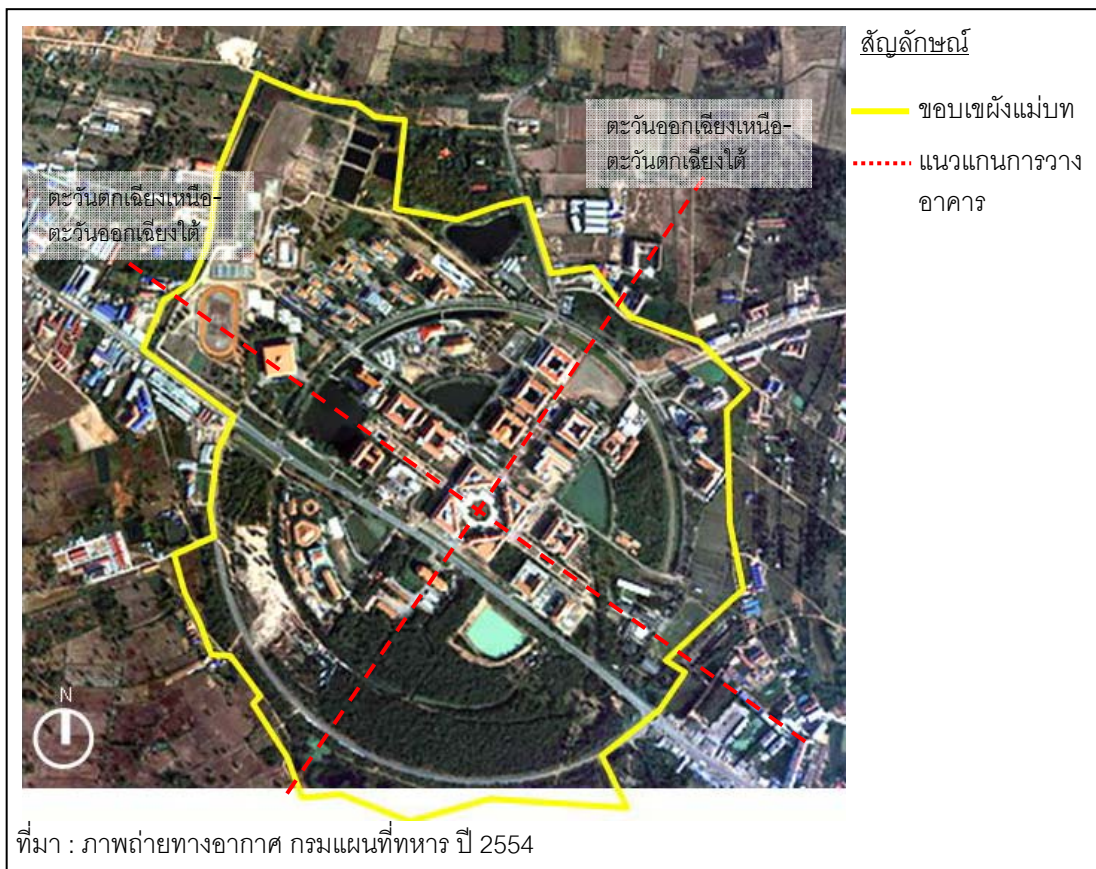 สัญลักษณ์
ขอบเขผังแม่บท
แนวแกนการวาง
อาคาร
ตะวันออกเฉียงเหนือ-
ตะวันตกเฉียงใต้
ตะวันตกเฉียงเหนือ-
ตะวันออกเฉียงใต้
N
ที่มา : ภาพถ่ายทางอากาศ กรมแผนที่ทหาร ปี 2554